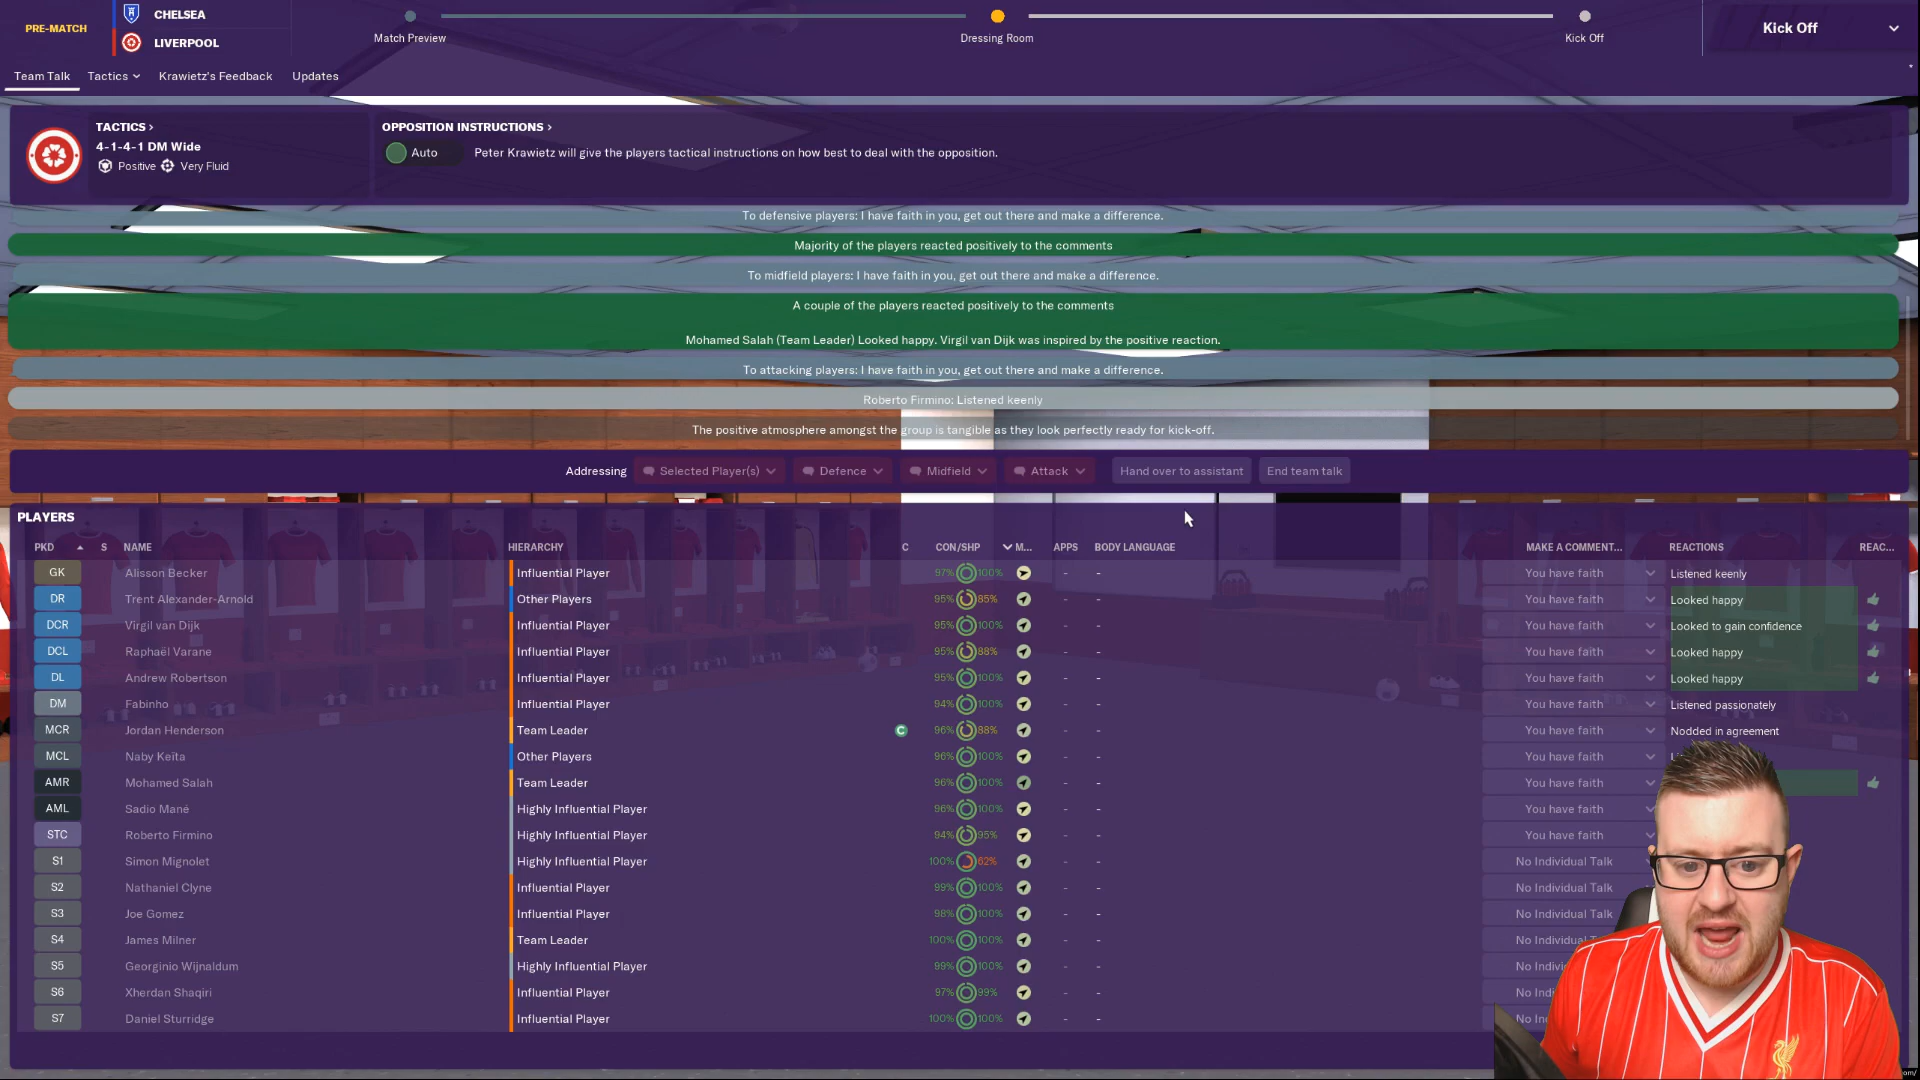 PRE-MATCH
CHELSEA
LIVERPOOL
Match Preview
Dressing Room
Kick Off
Kick Off
Team Talk
Tactics
Krawietz's Feedback
Updates
TACTICS >
4-1-4-1 DM Wide
Positive
Very Fluid
OPPOSITION INSTRUCTIONS >
Auto
Peter Krawietz will give the players tactical instructions on how best to deal with the opposition.
To defensive players: I have faith in you, get out there and make a difference.
Majority of the players reacted positively to the comments
To midfield players: I have faith in you, get out there and make a difference.
A couple of the players reacted positively to the comments
Mohamed Salah (Team Leader) Looked happy. Virgil van Dijk was inspired by the positive reaction.
To attacking players: I have faith in you, get out there and make a difference.
Roberto Firmino: Listened keenly
The positive atmosphere amongst the group is tangible as they look perfectly ready for kick-off.
Addressing Selected Player(s) Defence Midfield Attack Hand over to assistant End team talk
PLAYERS
PKD S NAME HIERARCHY C CON/SHP M... APPS BODY LANGUAGE MAKE A COMMENT... REACTIONS REAC...
GK Alisson Becker Influential Player 97% 100% - - You have faith Listened keenly
DR Trent Alexander-Arnold Other Players 95% 85% - - You have faith Looked happy
DCR Virgil van Dijk Influential Player 95% 100% - - You have faith Looked to gain confidence
DCL Raphaël Varane Influential Player 95% 88% - - You have faith Looked happy
DL Andrew Robertson Influential Player 95% 100% - - You have faith Looked happy
DM Fabinho Influential Player 94% 100% - - You have faith Listened passionately
MCR Jordan Henderson Team Leader C 96% 88% - - You have faith Nodded in agreement
MCL Naby Keïta Other Players 96% 100% - - You have faith
AMR Mohamed Salah Team Leader 96% 100% - - You have faith
AML Sadio Mané Highly Influential Player 96% 100% - - You have faith
STC Roberto Firmino Highly Influential Player 94% 95% - - You have faith
S1 Simon Mignolet Highly Influential Player 100% 62% - - No Individual Talk
S2 Nathaniel Clyne Influential Player 99% 100% - - No Individual Talk
S3 Joe Gomez Influential Player 98% 100% - - No Individual Talk
S4 James Milner Team Leader 100% 100% - - No Individual
S5 Georginio Wijnaldum Highly Influential Player 99% 100% - - No
S6 Xherdan Shaqiri Influential Player 97% 99% - - No
S7 Daniel Sturridge Influential Player 100% 100% - - No